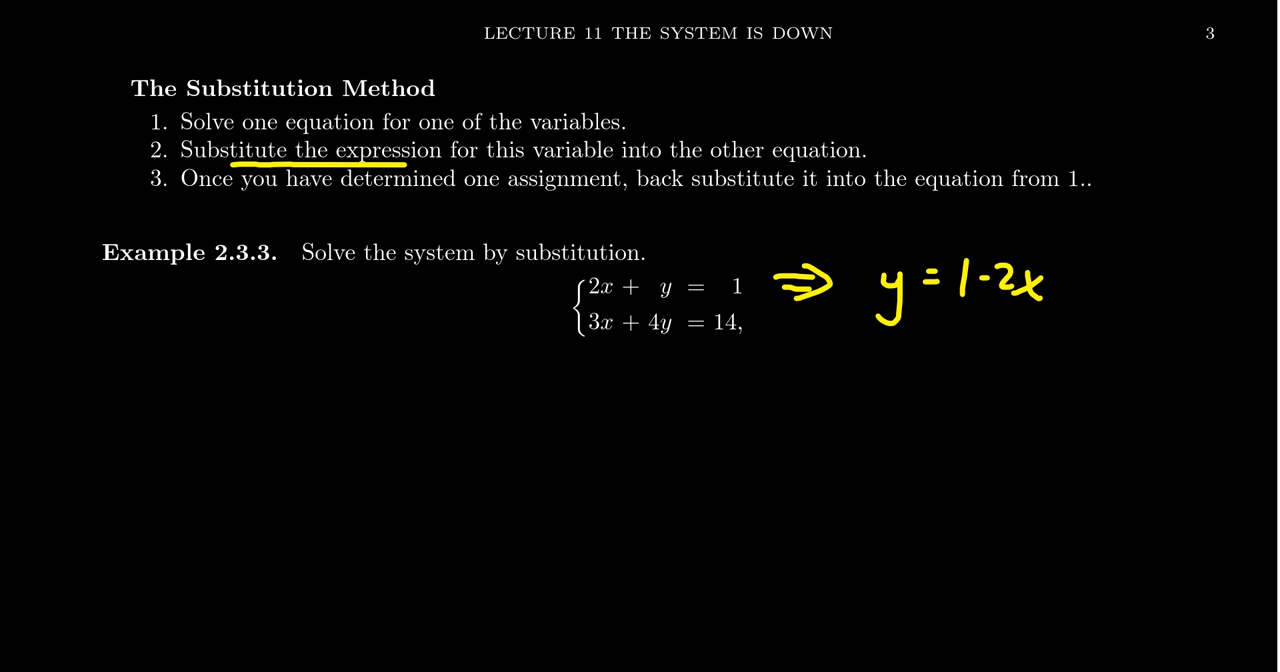 LECTURE 11 THE SYSTEM IS DOWN 3
The Substitution Method
1. Solve one equation for one of the variables.
2. Substitute the expression for this variable into the other equation.
3. Once you have determined one assignment, back substitute it into the equation from 1..
Example 2.3.3. Solve the system by substitution.
2x + y = 1 ⇒ y = 1-2x
3x + 4y = 14,